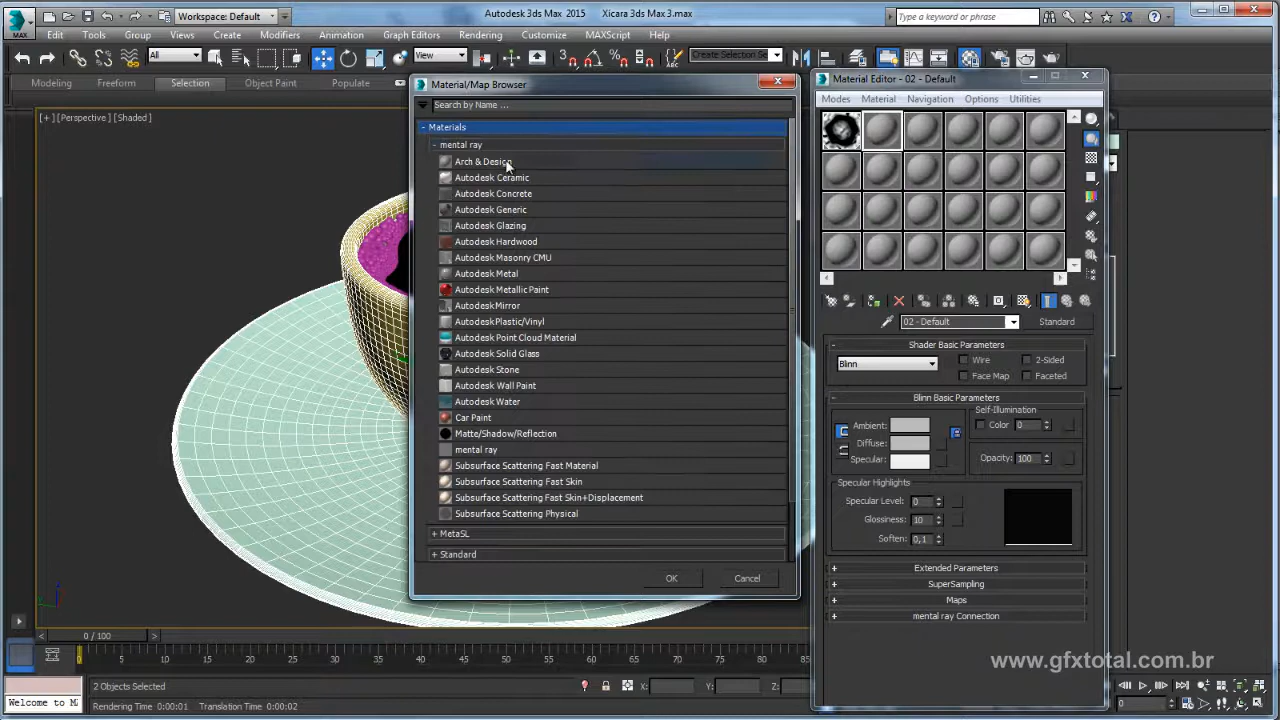 Workspace: Default
Autodesk 3ds Max 2015 Xicara 3ds Max 3.max
Type a keyword or phrase
MAX
Edit Tools Group Views Create Modifiers Animation Graph Editors Rendering Customize MAXScript Help
All
View
Create Selection Se
Modeling Freeform Selection Object Paint Populate
[+] [Perspective] [Shaded]
Material/Map Browser
Search by Name ...
- Materials
- mental ray
Arch & Design
Autodesk Ceramic
Autodesk Concrete
Autodesk Generic
Autodesk Glazing
Autodesk Hardwood
Autodesk Masonry CMU
Autodesk Metal
Autodesk Metallic Paint
Autodesk Mirror
Autodesk Plastic/Vinyl
Autodesk Point Cloud Material
Autodesk Solid Glass
Autodesk Stone
Autodesk Wall Paint
Autodesk Water
Car Paint
Matte/Shadow/Reflection
mental ray
Subsurface Scattering Fast Material
Subsurface Scattering Fast Skin
Subsurface Scattering Fast Skin+Displacement
Subsurface Scattering Physical
+ MetaSL
+ Standard
OK Cancel
Material Editor - 02 - Default
Modes Material Navigation Options Utilities
02 - Default Standard
- Shader Basic Parameters
Blinn Wire 2-Sided
Face Map Faceted
- Blinn Basic Parameters
Self-Illumination
Ambient: Color 0
Diffuse:
Specular: Opacity: 100
Specular Highlights
Specular Level: 0
Glossiness: 10
Soften: 0,1
+ Extended Parameters
+ SuperSampling
+ Maps
+ mental ray Connection
www.gfxtotal.com.br
< 0 / 100 >
0 5 10 15 20 25 30 35 40 45 50 55 60 65 70 75 80 85
2 Objects Selected X: Y: Z:
Welcome to M
Rendering Time 0:00:01 Translation Time 0:00:02
0